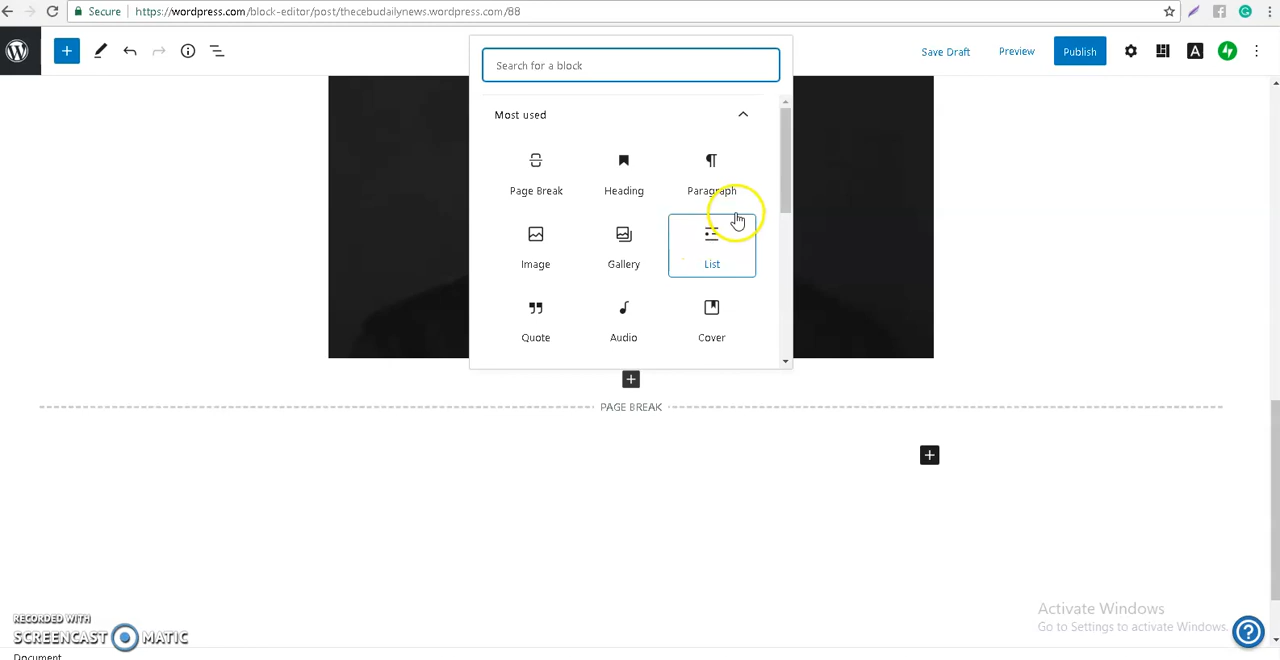 Secure
https://wordpress.com/block-editor/post/thecebudailynews.wordpress.com/88
Save Draft
Preview
Publish
Search for a block
Most used
Page Break
Heading
Paragraph
Image
Gallery
List
Quote
Audio
Cover
PAGE BREAK
Activate Windows
Go to Settings to activate Windows.
RECORDED WITH
SCREENCAST MATIC
Document